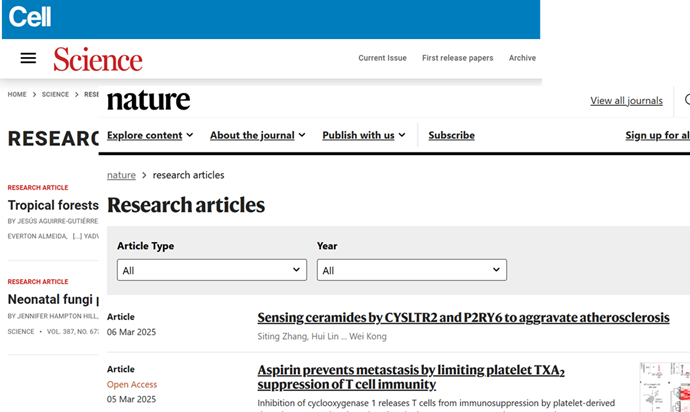 Cell
Science
Current Issue First release papers Archive
HOME > SCIENCE >
nature
View all journals
Explore content About the journal Publish with us Subscribe
Sign up for
nature > research articles
Research articles
RESEARCH ARTICLE
Tropical forests
BY JESÚS AGUIRRE-GUTIÉRRE
EVERTON ALMEIDA, [...] YADV
RESEARCH ARTICLE
Neonatal fungi
BY JENNIFER HAMPTON HILL,
SCIENCE • VOL. 387, NO. 67
Article Type Year
All All
Article
06 Mar 2025
Sensing ceramides by CYSLTR2 and P2RY6 to aggravate atherosclerosis
Siting Zhang, Hui Lin ... Wei Kong
Article
Open Access
05 Mar 2025
Aspirin prevents metastasis by limiting platelet TXA₂
suppression of T cell immunity
Inhibition of cyclooxygenase 1 releases T cells from immunosuppression by platelet-derived